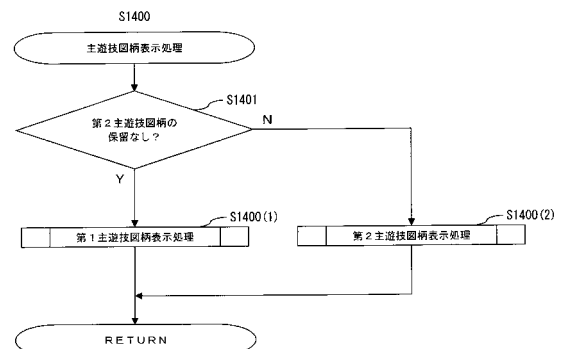 S1400
主遊技図柄表示処理
S1401
第2主遊技図柄の
保留なし?
N
Y
S1400(1)
第1主遊技図柄表示処理
S1400(2)
第2主遊技図柄表示処理
RETURN